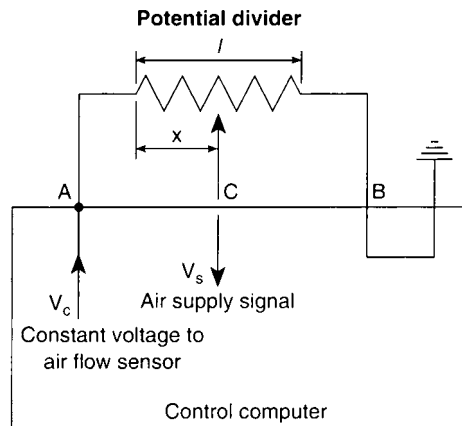 Potential divider
l
x
A
C
B
V_c
V_s
Air supply signal
Constant voltage to
air flow sensor
Control computer